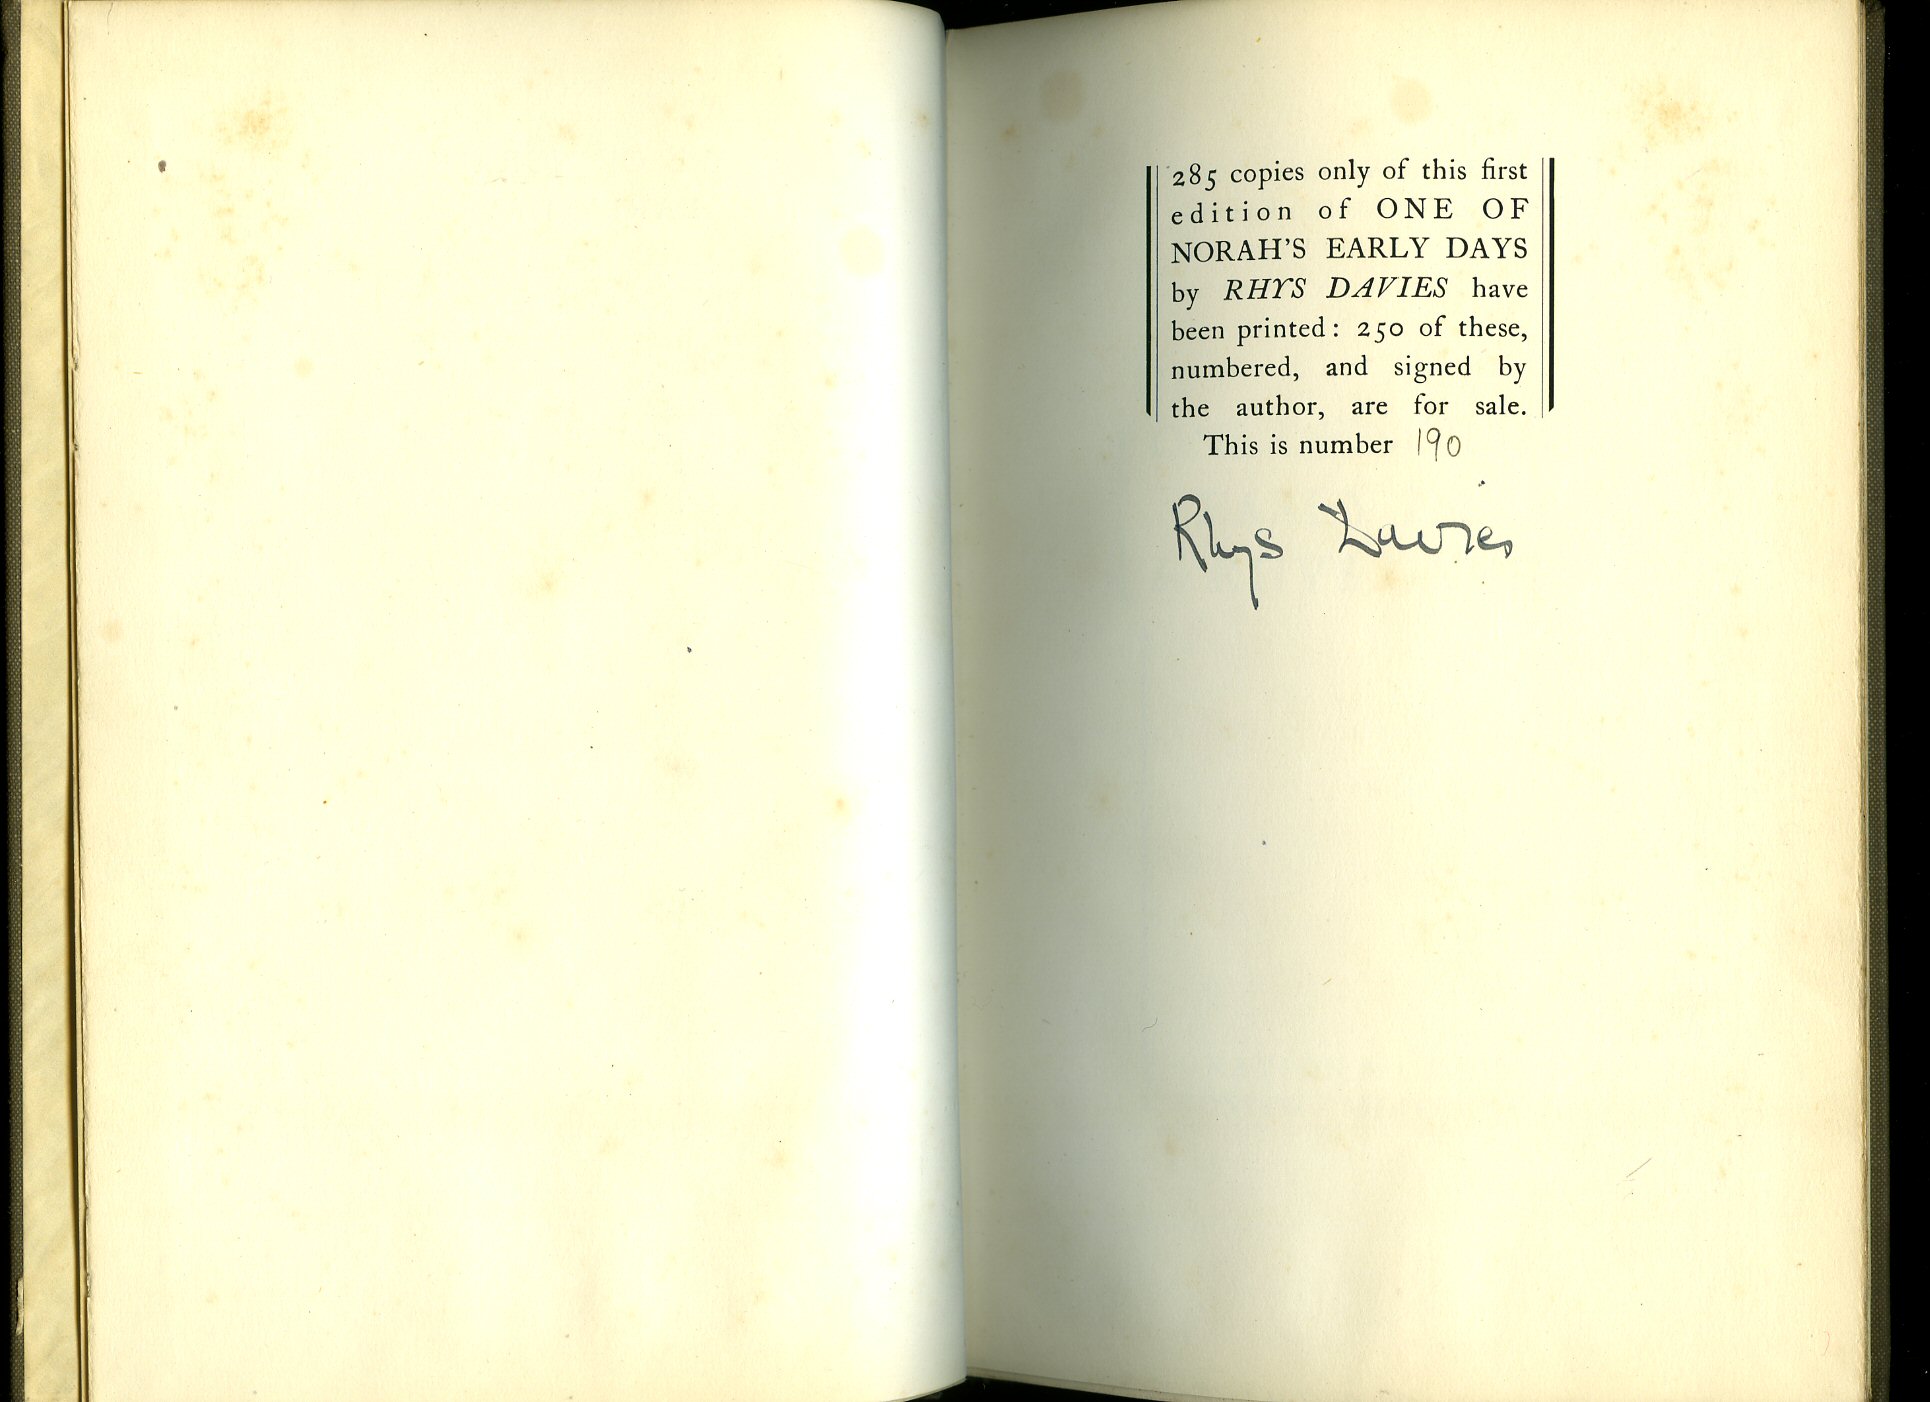 285 copies only of this first
edition of ONE OF
NORAH'S EARLY DAYS
by RHYS DAVIES have
been printed: 250 of these,
numbered, and signed by
the author, are for sale.
This is number 190
Rhys Davies